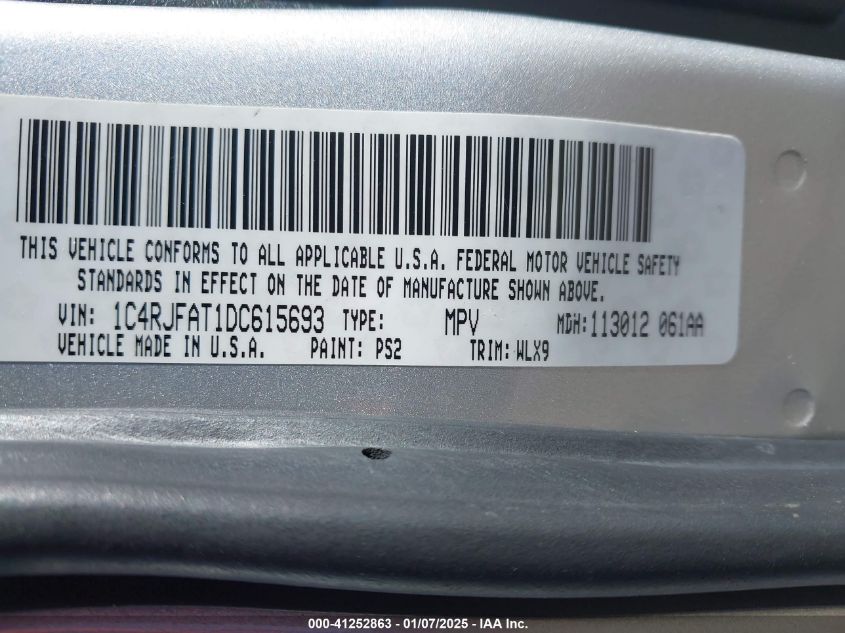 THIS VEHICLE CONFORMS TO ALL APPLICABLE U.S.A. FEDERAL MOTOR VEHICLE SAFETY
STANDARDS IN EFFECT ON THE DATE OF MANUFACTURE SHOWN ABOVE.
VIN: 1C4RJFAT1DC615693 TYPE: MPV MDH:113012 061AA
VEHICLE MADE IN U.S.A. PAINT: PS2 TRIM: WLX9
000-41252863 - 01/07/2025 - IAA Inc.